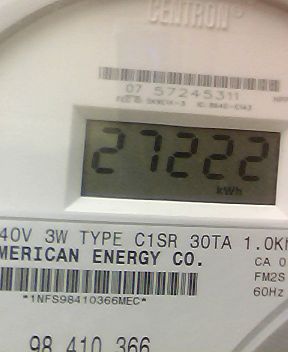 CENTRON®
07 57245311
27222
kWh
40V 3W TYPE C1SR 30TA 1.0K
MERICAN ENERGY CO.
CA 0
FM2S
*1NFS98410366MEC*
60Hz
98 410 366